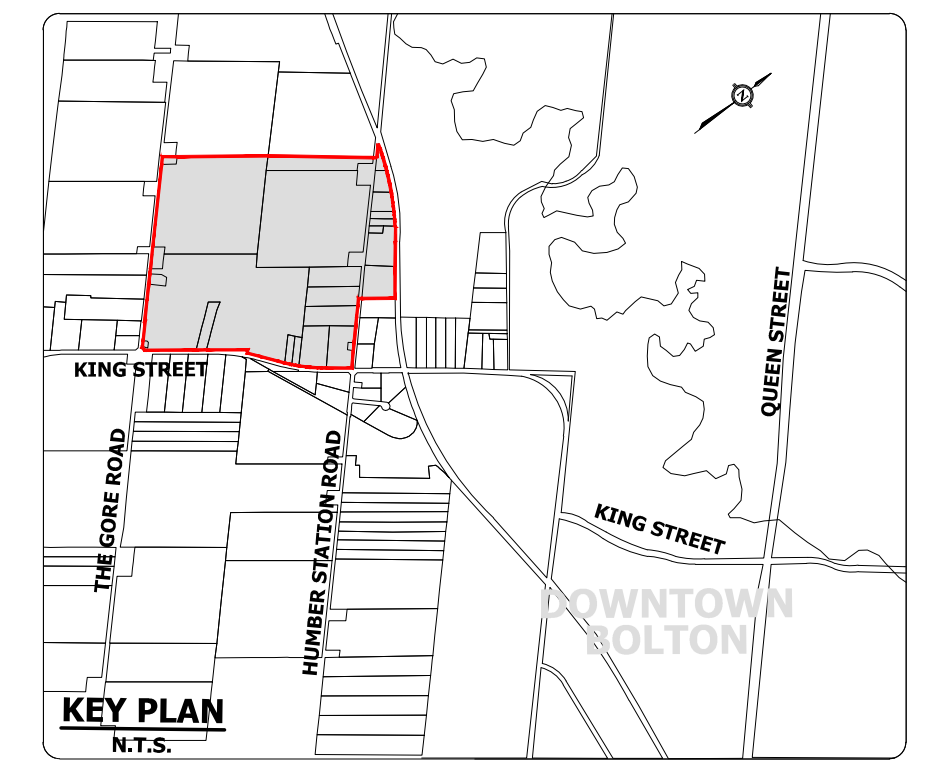 N
QUEEN STREET
KING STREET
THE GORE ROAD
HUMBER STATION ROAD
KING STREET
DOWNTOWN
BOLTON
KEY PLAN
N.T.S.